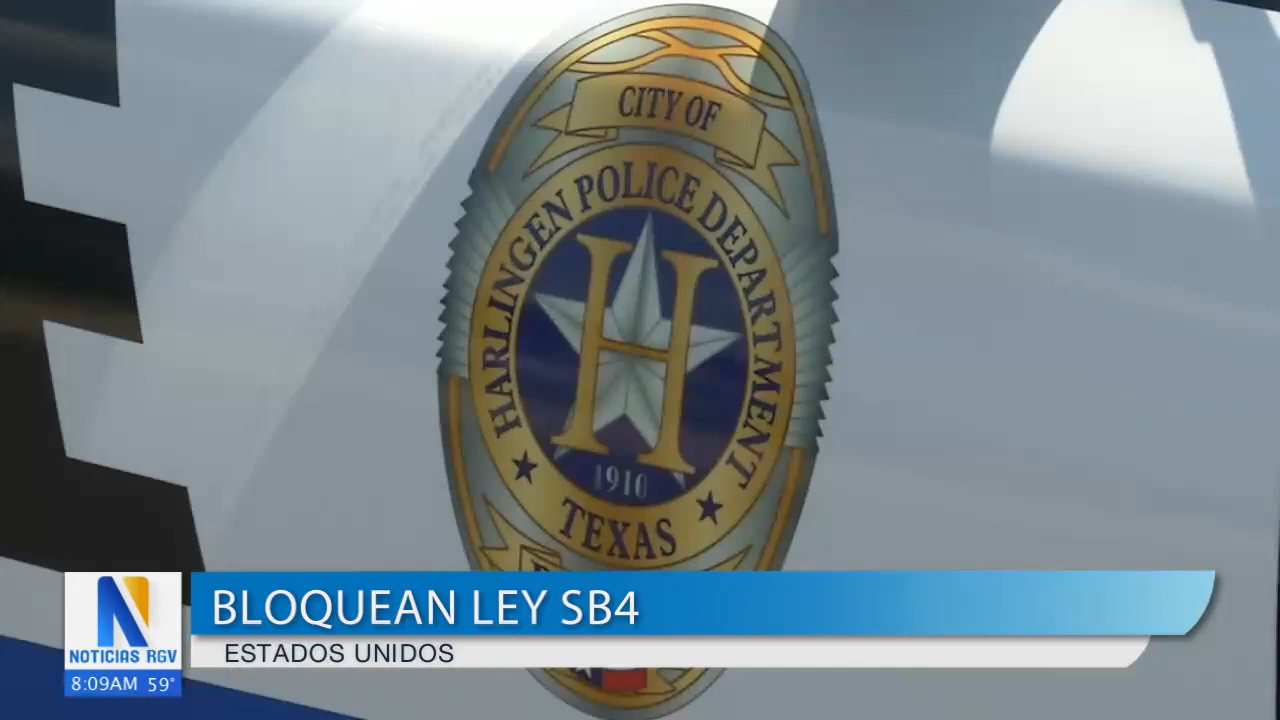 CITY OF
HARLINGEN POLICE DEPARTMENT
H
1910
TEXAS
BLOQUEAN LEY SB4
ESTADOS UNIDOS
N
NOTICIAS RGV
8:09AM 59°